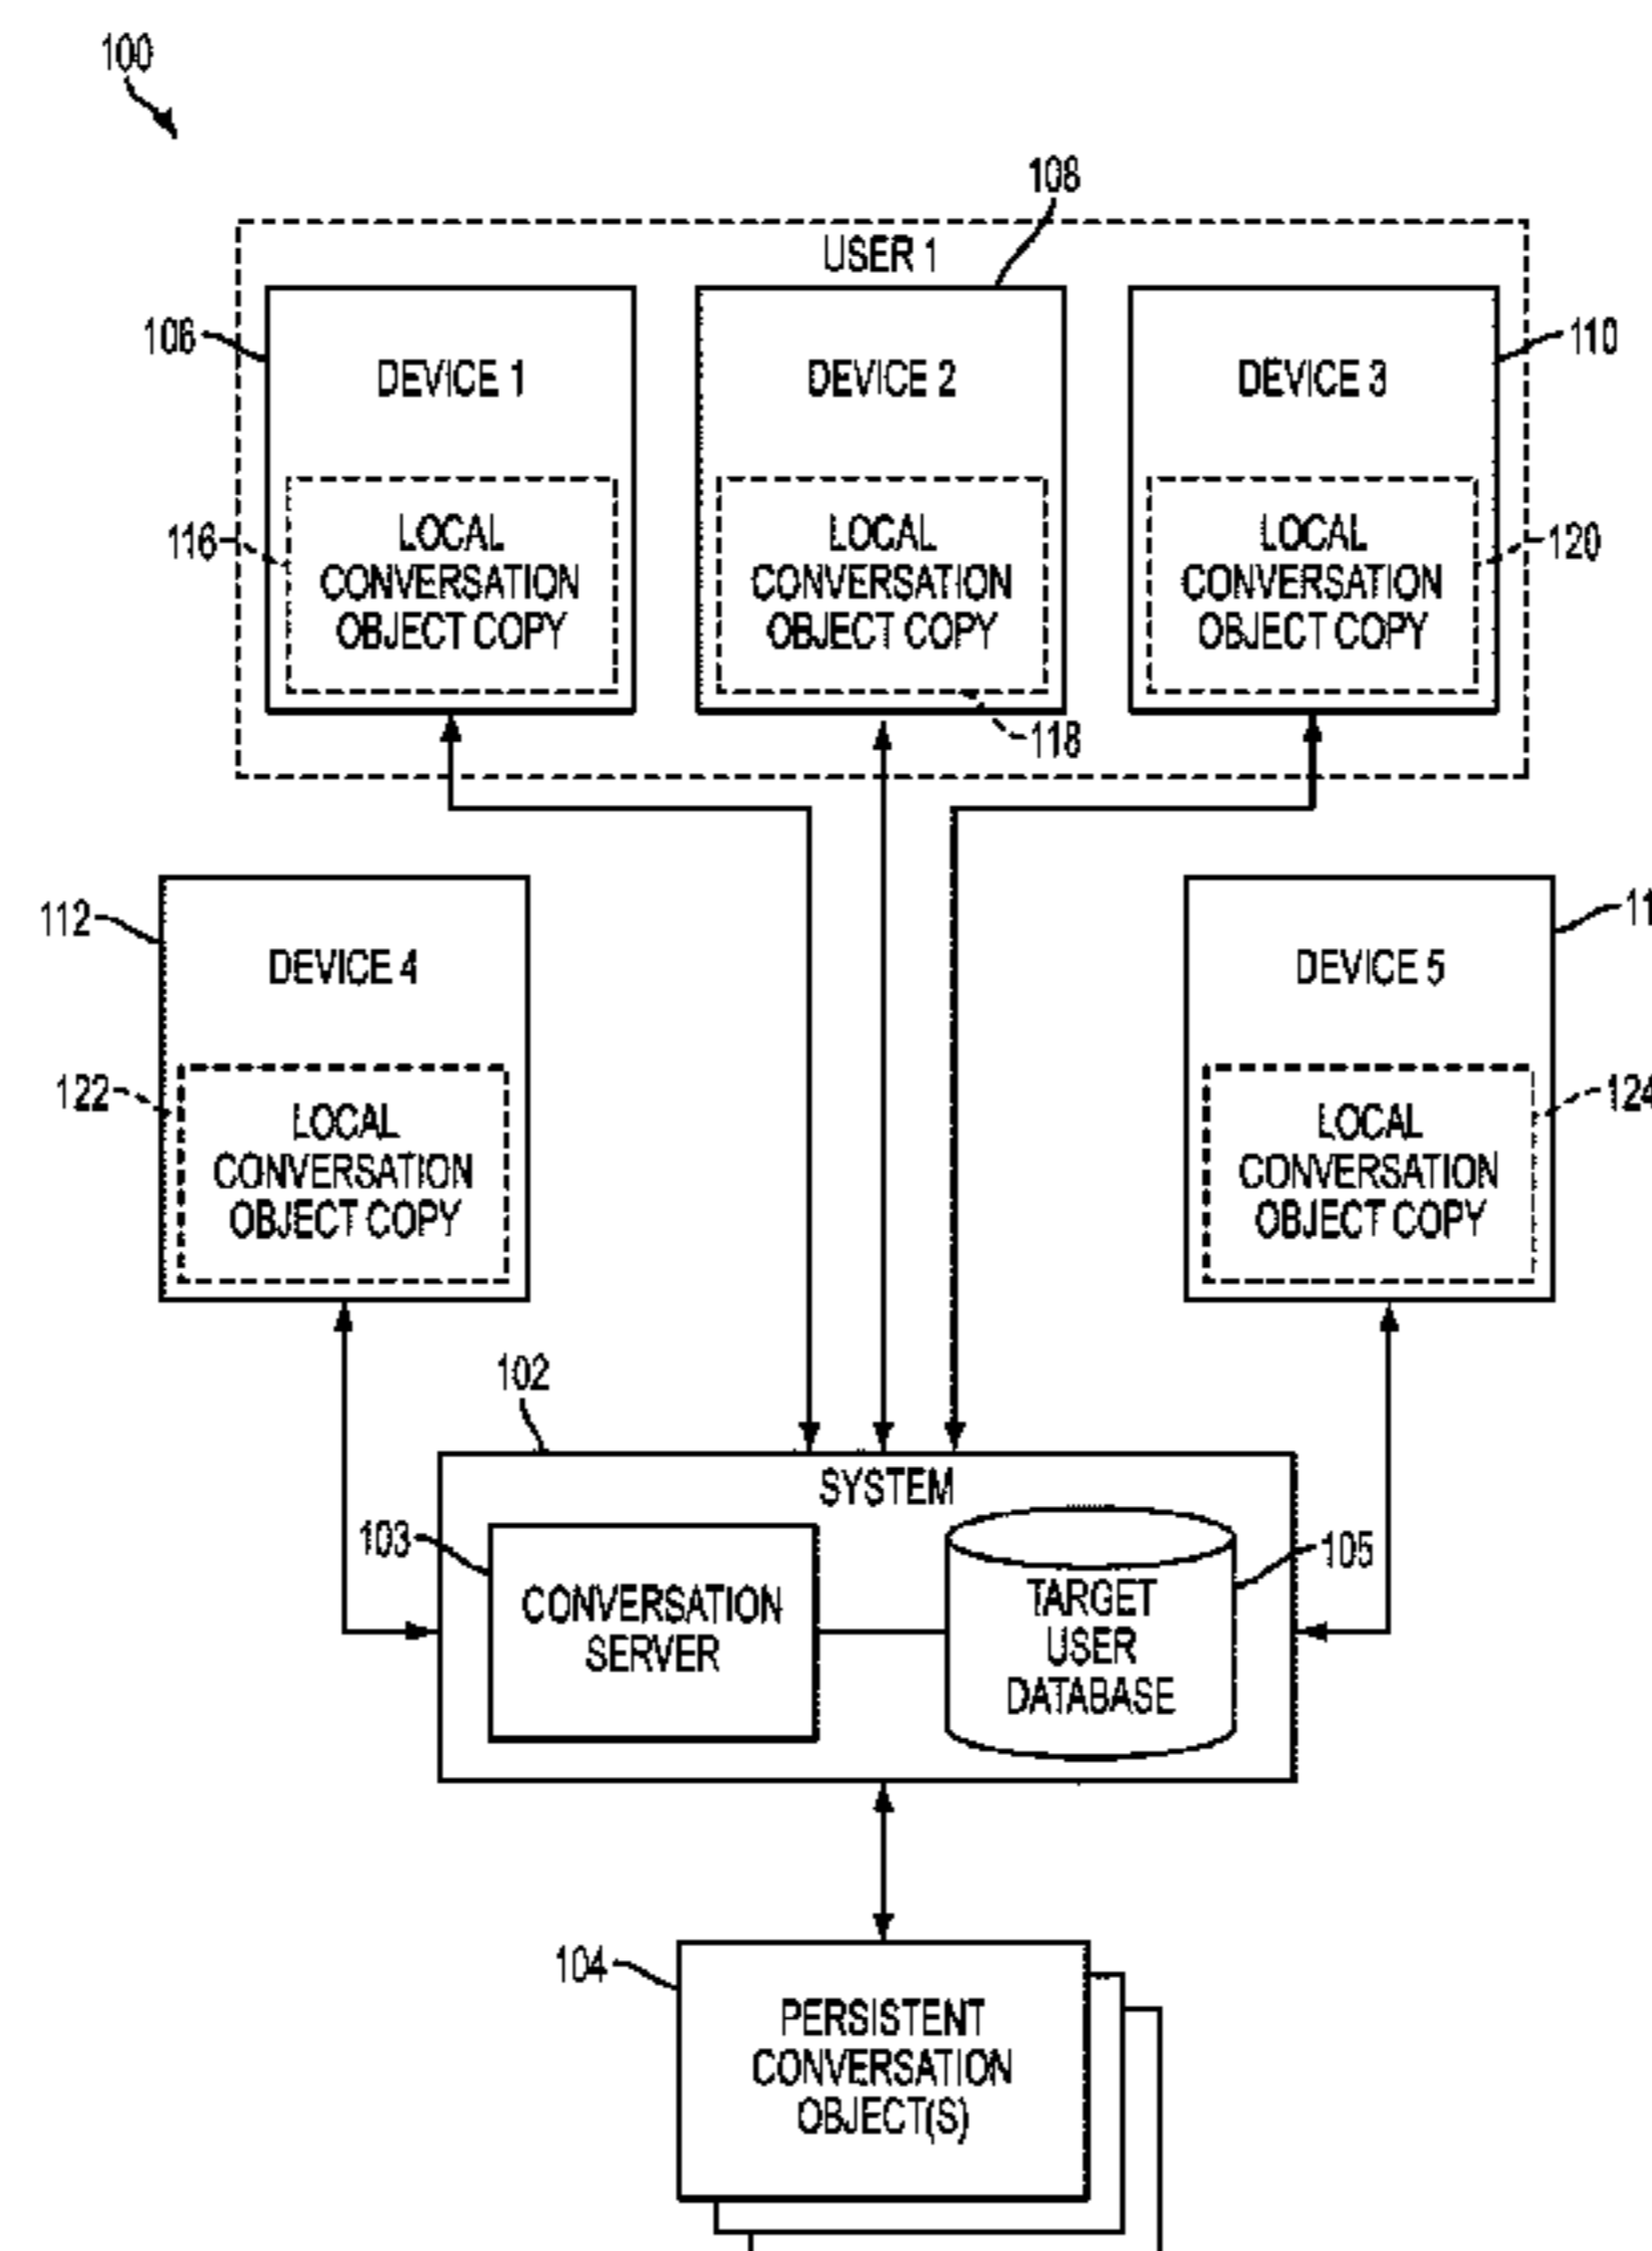 100
108
USER 1
106
110
DEVICE 1
DEVICE 2
DEVICE 3
116
LOCAL
CONVERSATION
OBJECT COPY
LOCAL
CONVERSATION
OBJECT COPY
LOCAL
CONVERSATION
OBJECT COPY
120
118
112
DEVICE 4
DEVICE 5
11
122
LOCAL
CONVERSATION
OBJECT COPY
LOCAL
CONVERSATION
OBJECT COPY
124
102
SYSTEM
103
CONVERSATION
SERVER
TARGET
USER
DATABASE
105
104
PERSISTENT
CONVERSATION
OBJECT(S)